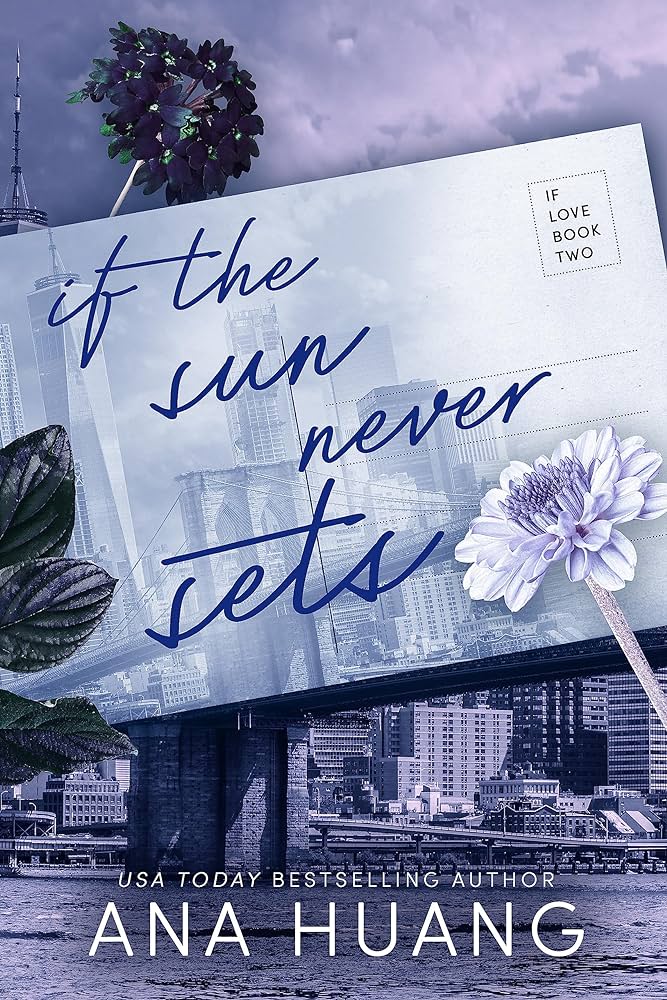 IF
LOVE
BOOK
TWO
if the
sun
never
sets
USA TODAY BESTSELLING AUTHOR
ANA HUANG